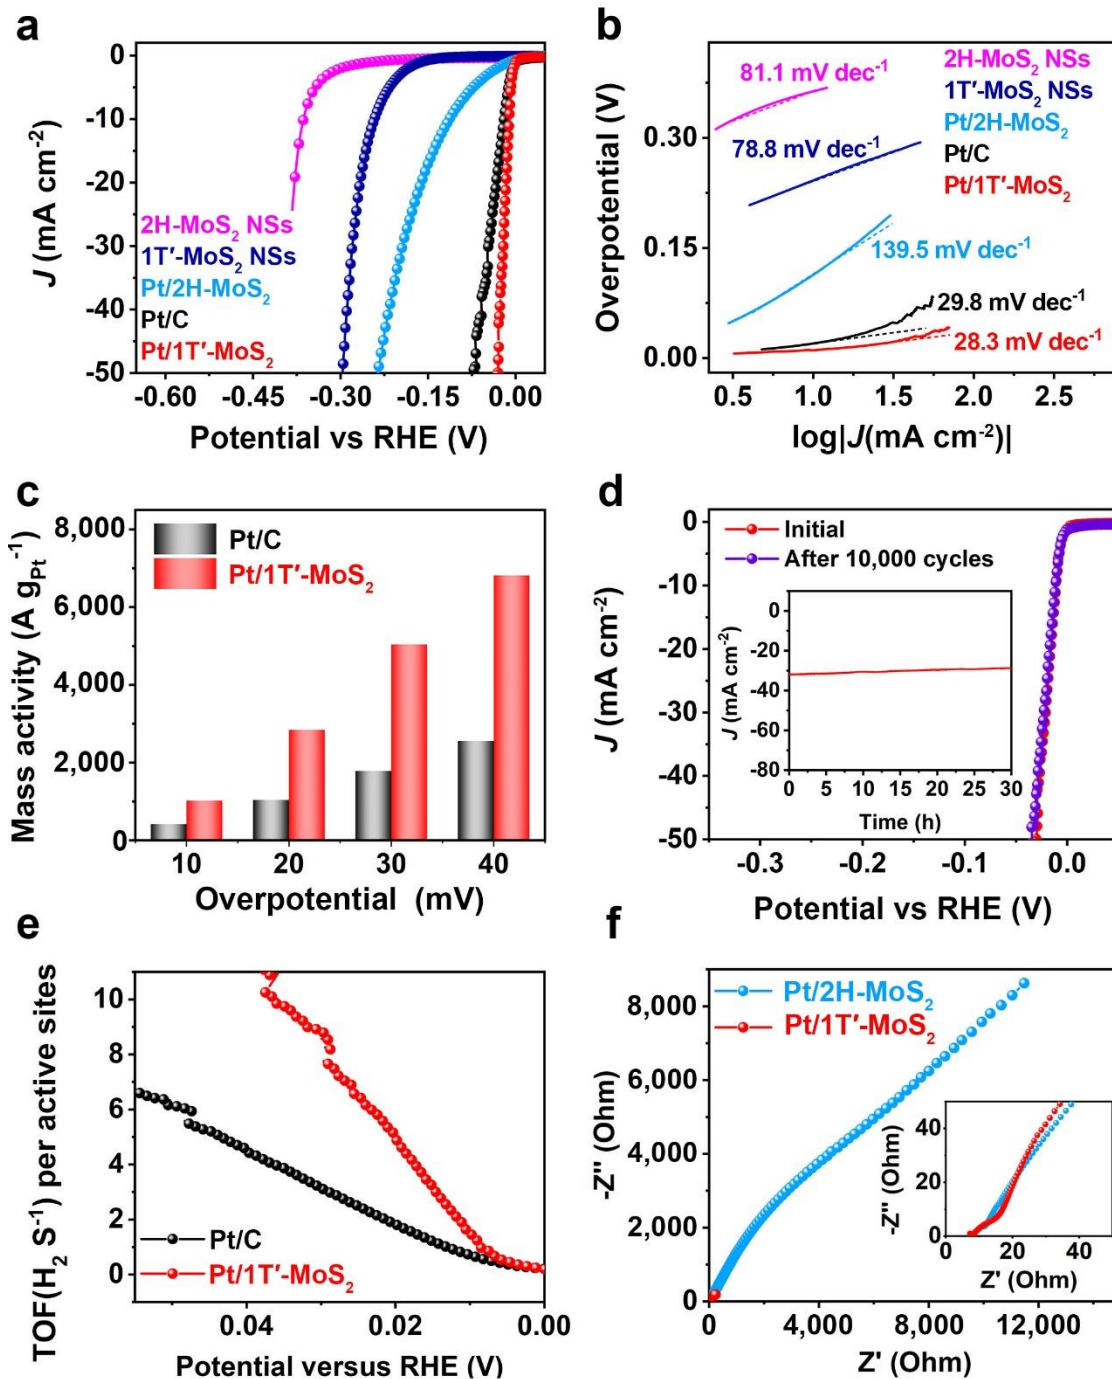 a
0
-10
-20
-30
-40
-50
J (mA cm⁻²)
2H-MoS₂ NSs
1T′-MoS₂ NSs
Pt/2H-MoS₂
Pt/C
Pt/1T′-MoS₂
-0.60 -0.45 -0.30 -0.15 0.00
Potential vs RHE (V)
b
0.30
0.15
0.00
Overpotential (V)
81.1 mV dec⁻¹
78.8 mV dec⁻¹
139.5 mV dec⁻¹
29.8 mV dec⁻¹
28.3 mV dec⁻¹
2H-MoS₂ NSs
1T′-MoS₂ NSs
Pt/2H-MoS₂
Pt/C
Pt/1T′-MoS₂
0.5 1.0 1.5 2.0 2.5
log|J(mA cm⁻²)|
c
8,000
6,000
4,000
2,000
0
Mass activity (A gPt⁻¹)
Pt/C
Pt/1T′-MoS₂
10 20 30 40
Overpotential (mV)
d
0
-10
-20
-30
-40
-50
J (mA cm⁻²)
Initial
After 10,000 cycles
0
-20
-40
-60
-80
J (mA cm⁻²)
0 5 10 15 20 25 30
Time (h)
-0.3 -0.2 -0.1 0.0
Potential vs RHE (V)
e
10
8
6
4
2
0
TOF(H₂ S⁻¹) per active sites
Pt/C
Pt/1T′-MoS₂
0.04 0.02 0.00
Potential versus RHE (V)
f
8,000
6,000
4,000
2,000
0
-Z″ (Ohm)
Pt/2H-MoS₂
Pt/1T′-MoS₂
40
20
0
-Z″ (Ohm)
0 20 40
Z′ (Ohm)
0 4,000 8,000 12,000
Z′ (Ohm)